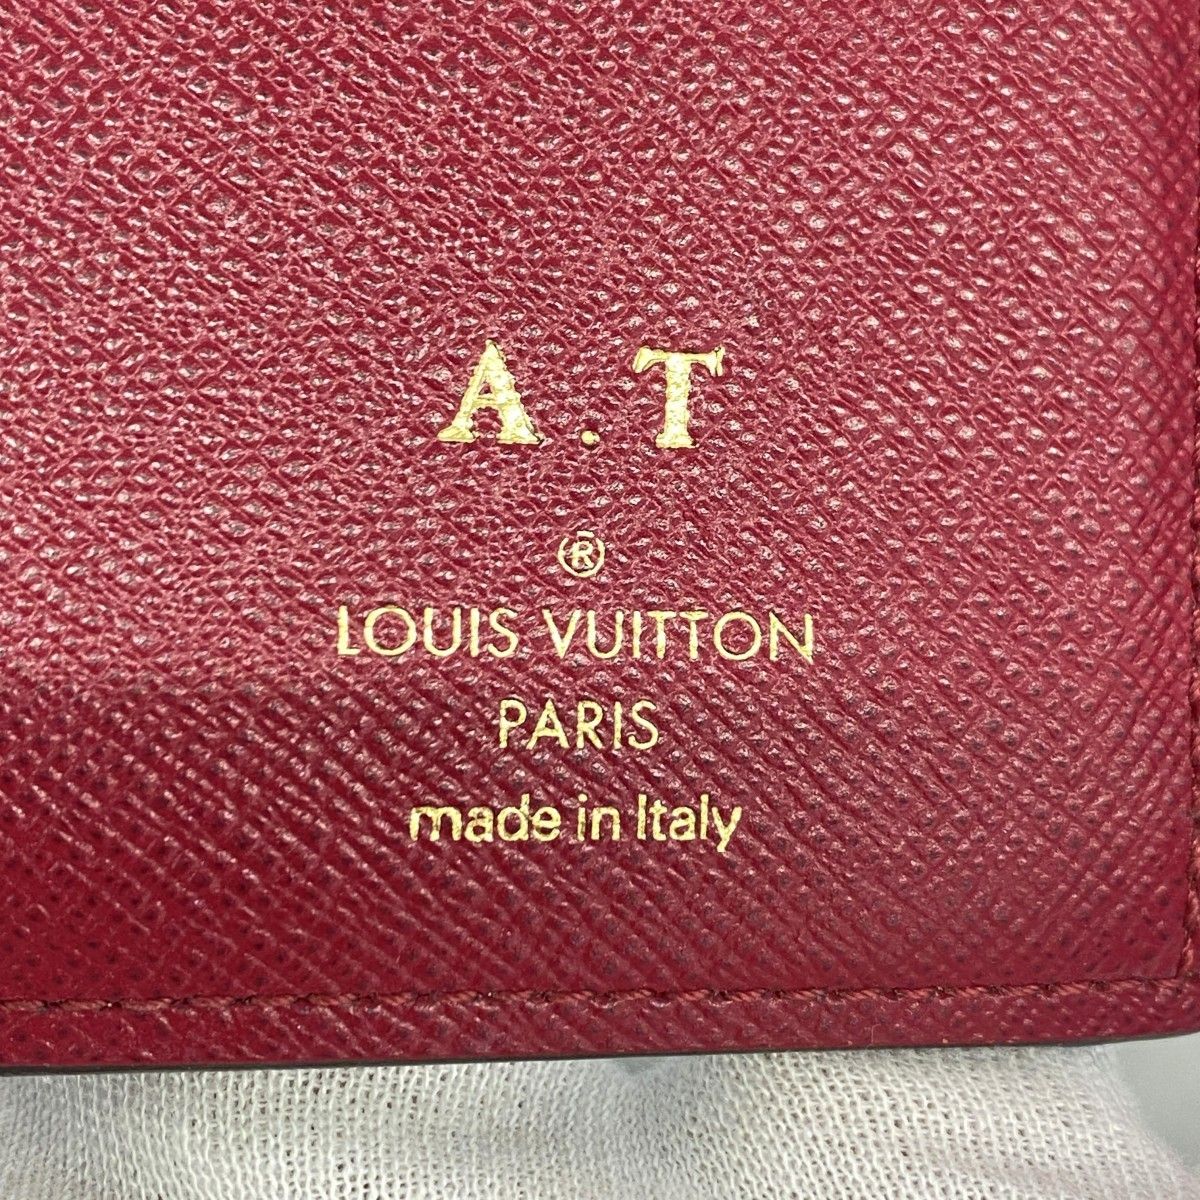 A.T
®
LOUIS VUITTON
PARIS
made in Italy